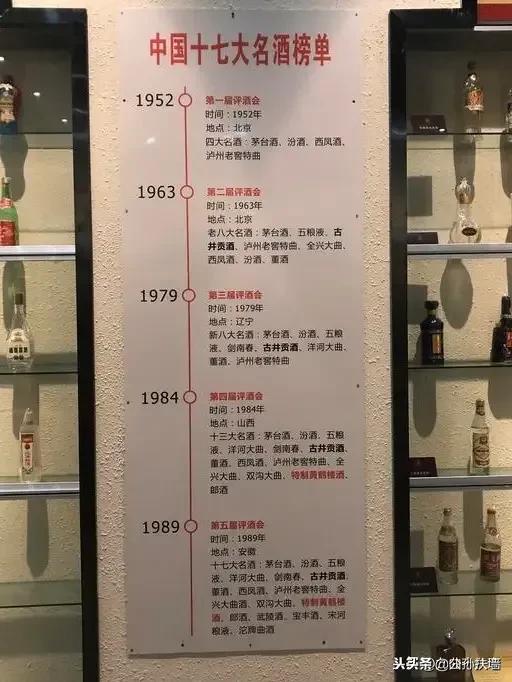 中国十七大名酒榜单
1952
第一届评酒会
时间：1952年
地点：北京
四大名酒：茅台酒、汾酒、西凤酒、
泸州老窖特曲
1963
第二届评酒会
时间：1963年
地点：北京
老八大名酒：茅台酒、五粮液、古
井贡酒、泸州老窖特曲、全兴大曲、
西凤酒、汾酒、董酒
1979
第三届评酒会
时间：1979年
地点：辽宁
新八大名酒：茅台酒、汾酒、五粮
液、剑南春、古井贡酒、洋河大曲、
董酒、泸州老窖特曲
1984
第四届评酒会
时间：1984年
地点：山西
十三大名酒：茅台酒、汾酒、五粮
液、洋河大曲、剑南春、古井贡酒、
董酒、西凤酒、泸州老窖特曲、全
兴大曲、双沟大曲、特制黄鹤楼酒、
郎酒
1989
第五届评酒会
时间：1989年
地点：安徽
十七大名酒：茅台酒、汾酒、五粮
液、洋河大曲、剑南春、古井贡酒、
董酒、西凤酒、泸州老窖特曲、全
兴大曲酒、双沟大曲、特制黄鹤楼
酒、郎酒、武陵酒、宝丰酒、宋河
粮液、沱牌曲酒
头条 @公孙扶墙